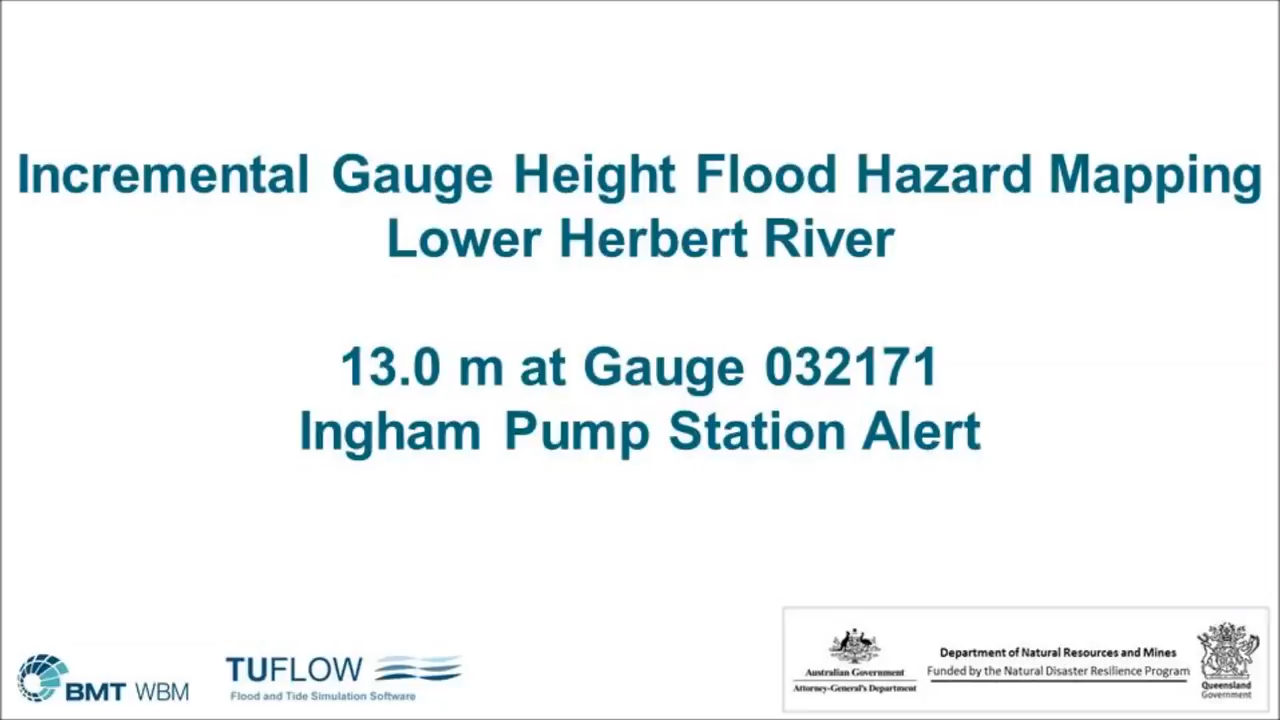 Incremental Gauge Height Flood Hazard Mapping
Lower Herbert River
13.0 m at Gauge 032171
Ingham Pump Station Alert
BMT WBM
TUFLOW
Flood and Tide Simulation Software
Australian Government
Attorney-General's Department
Department of Natural Resources and Mines
Funded by the Natural Disaster Resilience Program
Queensland
Government